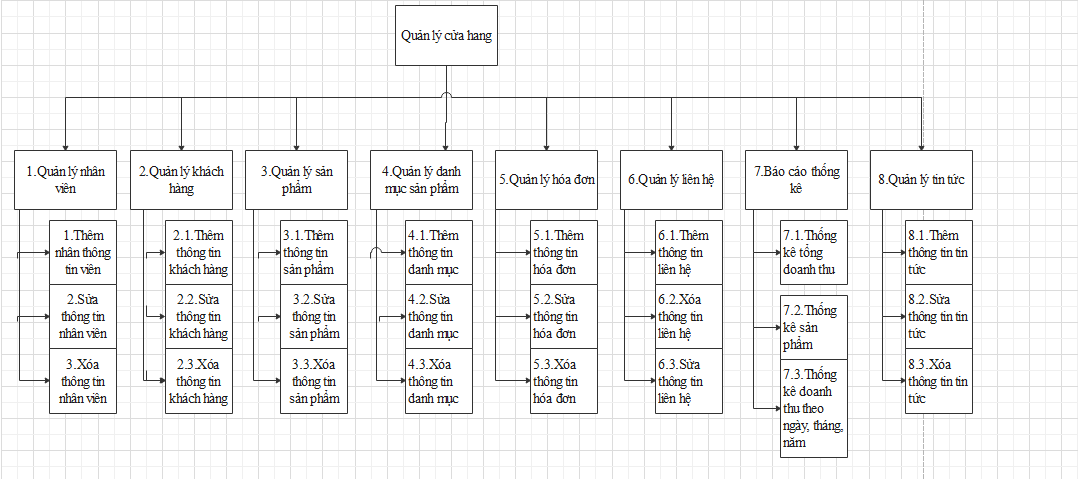 Quản lý cửa hang
1.Quản lý nhân
viên
2.Quản lý khách
hàng
3.Quản lý sản
phẩm
4.Quản lý danh
mục sản phẩm
5.Quản lý hóa đơn
6.Quản lý liên hệ
7.Báo cáo thống
kê
8.Quản lý tin tức
1.Thêm
nhân thông
tin viên
2.Sửa
thông tin
nhân viên
3.Xóa
thông tin
nhân viên
2.1.Thêm
thông tin
khách hàng
2.2.Sửa
thông tin
khách hàng
2.3.Xóa
thông tin
khách hàng
3.1.Thêm
thông tin
sản phẩm
3.2.Sửa
thông tin
sản phẩm
3.3.Xóa
thông tin
sản phẩm
4.1.Thêm
thông tin
danh mục
4.2.Sửa
thông tin
danh mục
4.3.Xóa
thông tin
danh mục
5.1.Thêm
thông tin
hóa đơn
5.2.Sửa
thông tin
hóa đơn
5.3.Xóa
thông tin
hóa đơn
6.1.Thêm
thông tin
liên hệ
6.2.Xóa
thông tin
liên hệ
6.3.Sửa
thông tin
liên hệ
7.1.Thống
kê tổng
doanh thu
7.2.Thống
kê sản
phẩm
7.3.Thống
kê doanh
thu theo
ngày, tháng,
năm
8.1.Thêm
thông tin tin
tức
8.2.Sửa
thông tin tin
tức
8.3.Xóa
thông tin tin
tức